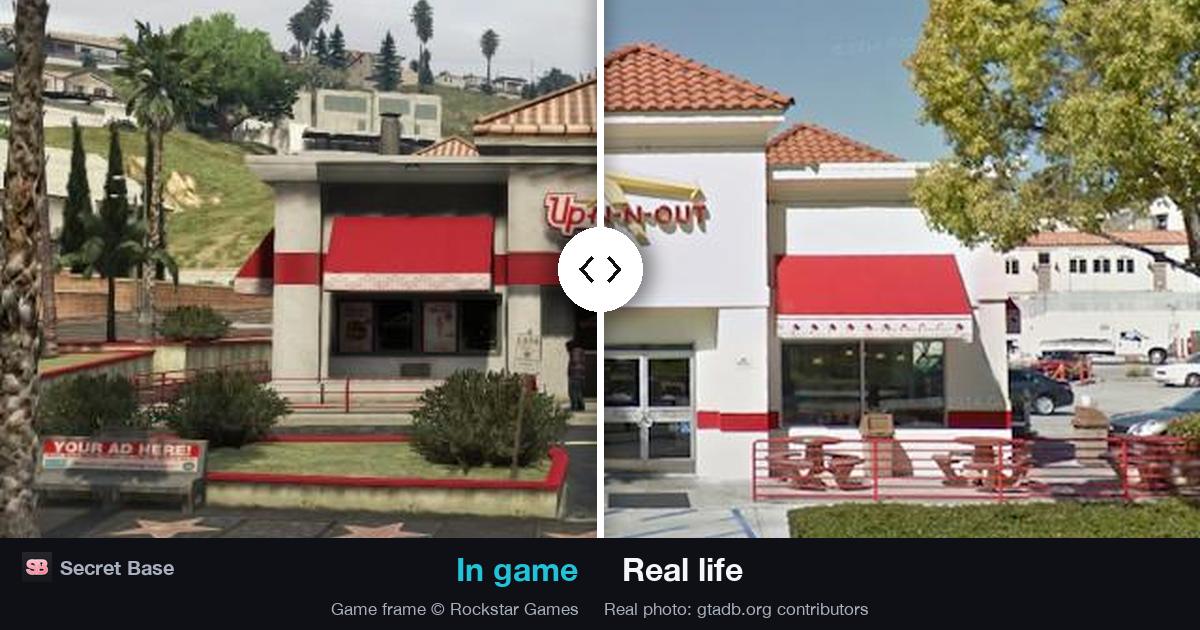 Up-N-OUT
YOUR AD HERE!
SB Secret Base
In game
Real life
Game frame © Rockstar Games
Real photo: gtadb.org contributors